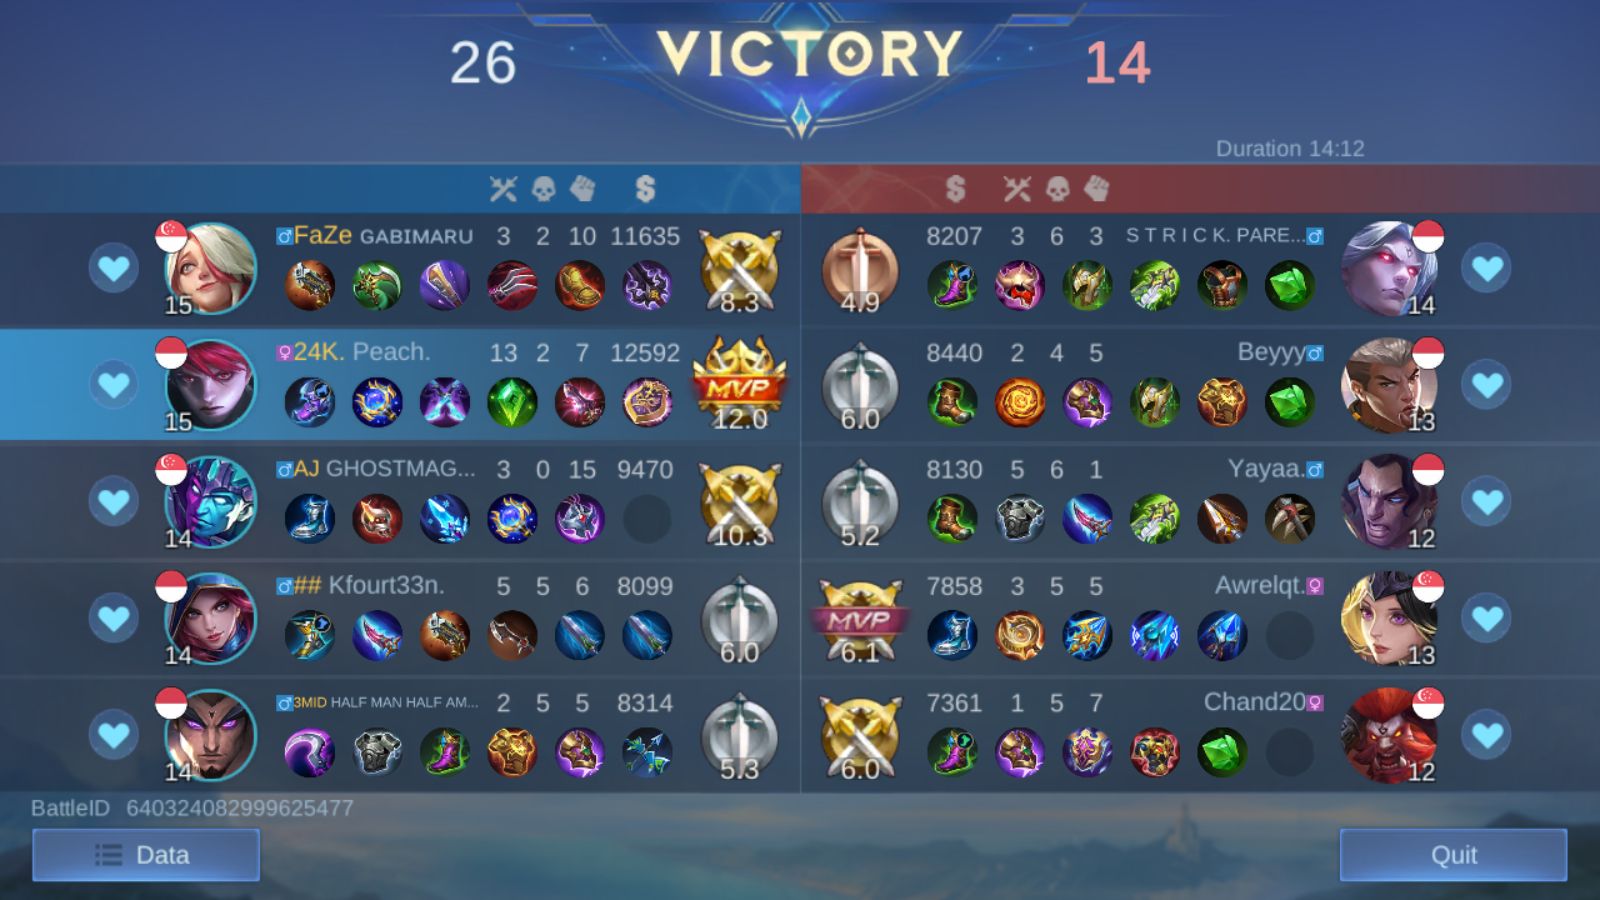 26 VICTORY 14
Duration 14:12
FaZe GABIMARU 3 2 10 11635
15 8.3
8207 3 6 3 S T R I C K. PARE...
4.9 14
24K. Peach. 13 2 7 12592
15 MVP 12.0
8440 2 4 5 Beyyy
6.0 13
AJ GHOSTMAG... 3 0 15 9470
14 10.3
8130 5 6 1 Yayaa.
5.2 12
## Kfourt33n. 5 5 6 8099
14 6.0
7858 3 5 5 Awrelqt.
MVP 6.1 13
3MID HALF MAN HALF AM... 2 5 5 8314
14 5.3
7361 1 5 7 Chand20
6.0 12
BattleID 640324082999625477
Data
Quit